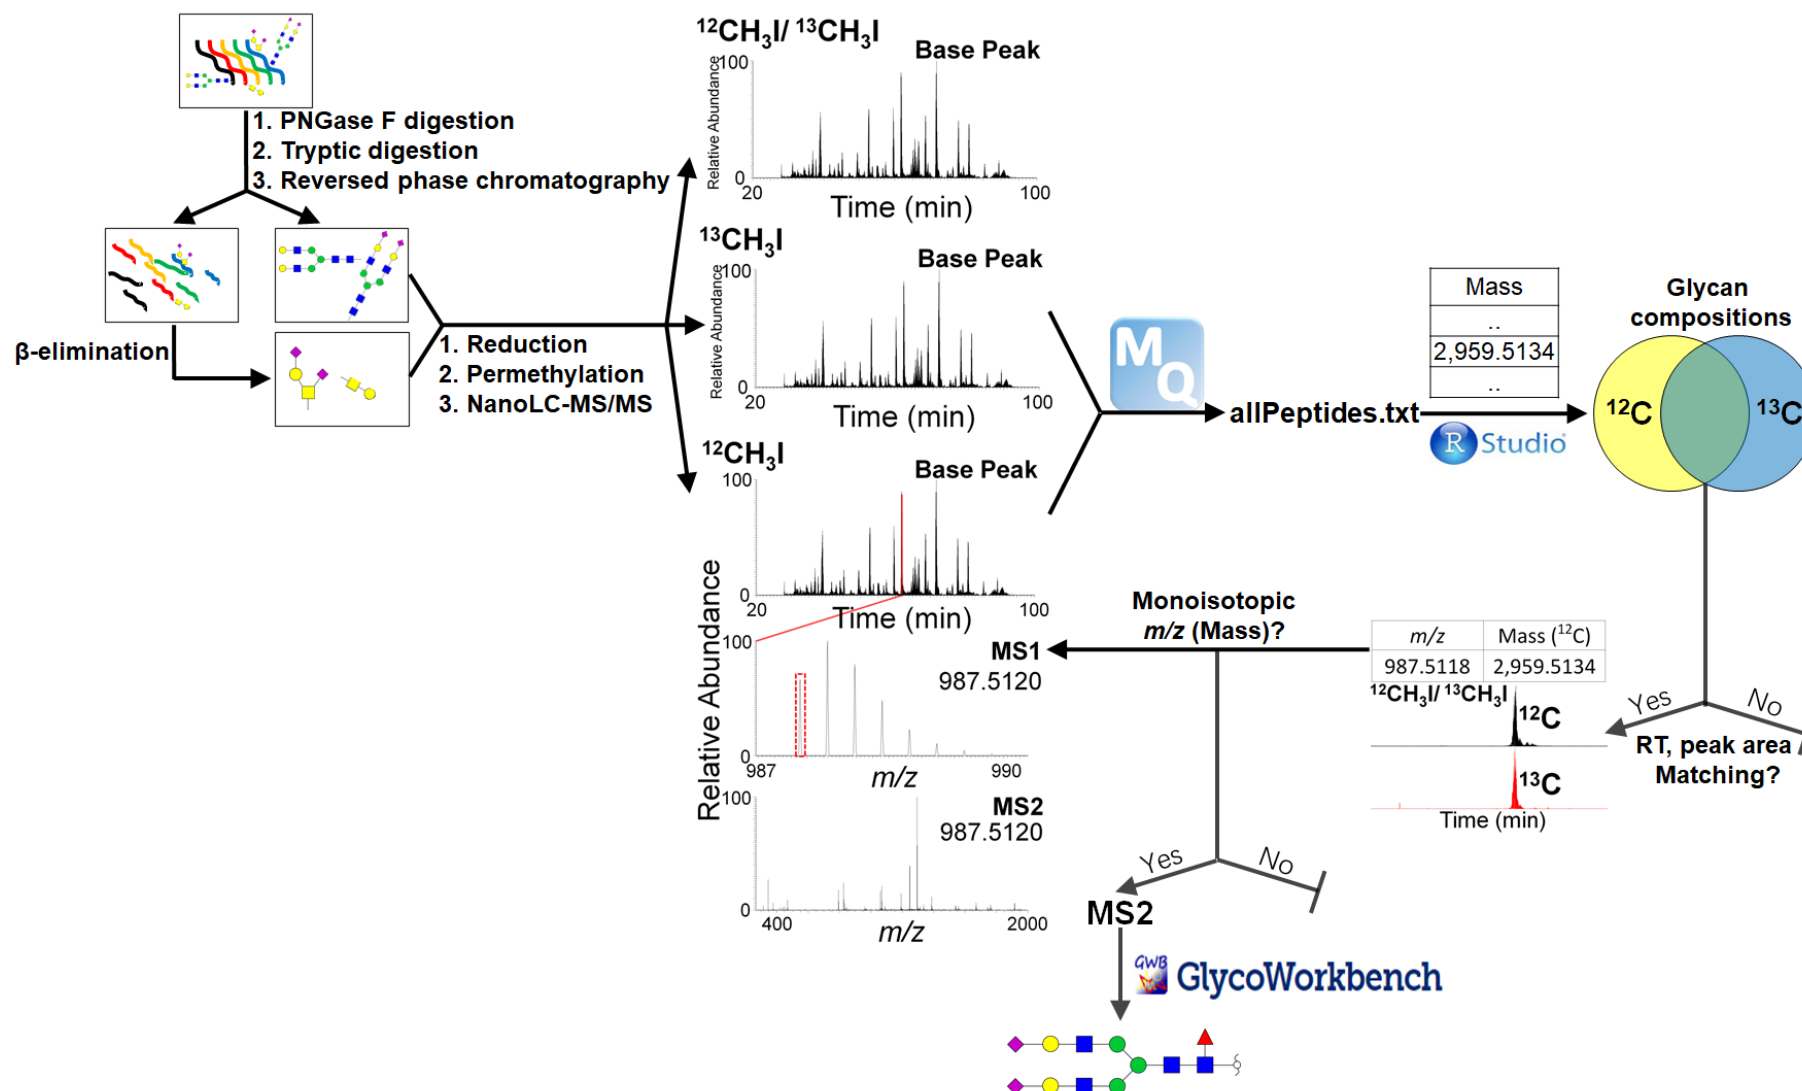 1. PNGase F digestion
2. Tryptic digestion
3. Reversed phase chromatography
β-elimination
1. Reduction
2. Permethylation
3. NanoLC-MS/MS
¹²CH₃I/ ¹³CH₃I
Base Peak
Relative Abundance
100
0
20
100
Time (min)
¹³CH₃I
Base Peak
Relative Abundance
100
0
20
100
Time (min)
¹²CH₃I
Base Peak
100
0
20
100
Time (min)
Relative Abundance
MS1
987.5120
100
0
987
990
m/z
MS2
987.5120
100
0
400
2000
m/z
MQ
allPeptides.txt
Mass
..
2,959.5134
..
R Studio
Glycan
compositions
¹²C
¹³C
Yes
No
RT, peak area
Matching?
m/z
Mass (¹²C)
987.5118
2,959.5134
¹²CH₃I/ ¹³CH₃I
¹²C
¹³C
Time (min)
Monoisotopic
m/z (Mass)?
Yes
No
MS2
GWB
GlycoWorkbench